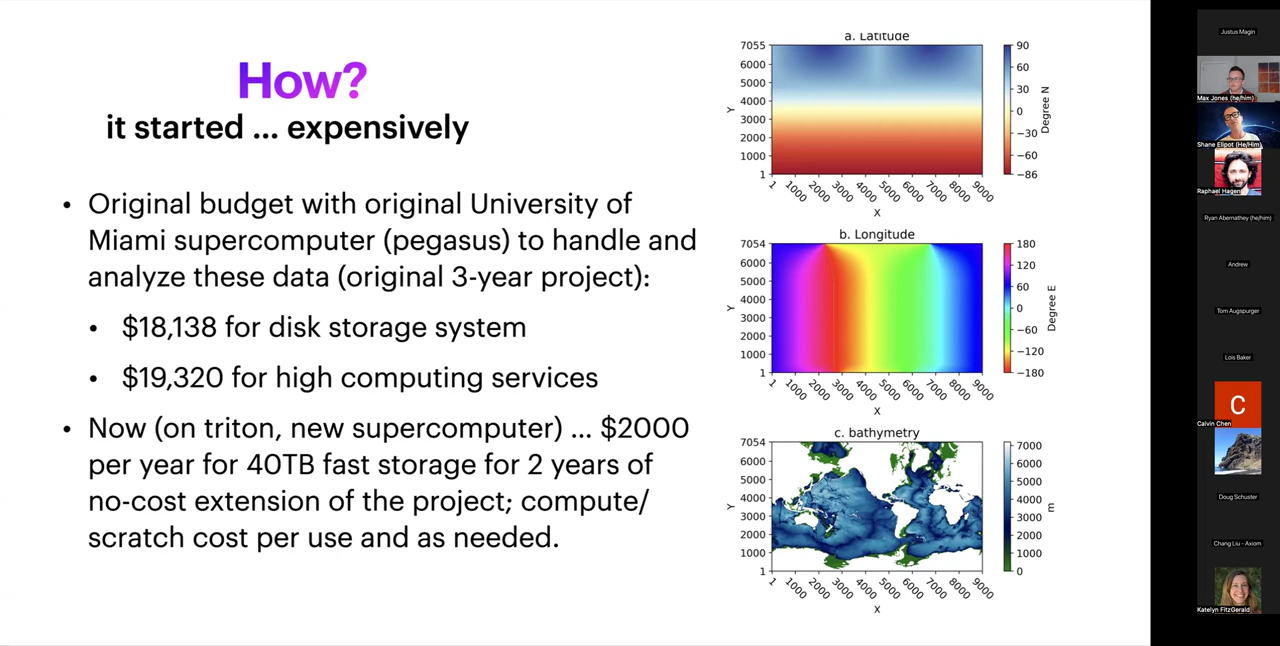 How?
it started ... expensively
• Original budget with original University of
Miami supercomputer (pegasus) to handle and
analyze these data (original 3-year project):
• $18,138 for disk storage system
• $19,320 for high computing services
• Now (on triton, new supercomputer) ... $2000
per year for 40TB fast storage for 2 years of
no-cost extension of the project; compute/
scratch cost per use and as needed.
a. Latitude
7055
6000
5000
4000
3000
2000
1000
1
Y
1 1000 2000 3000 4000 5000 6000 7000 8000 9000
X
90
60
30
0
−30
−60
−86
Degree N
b. Longitude
7054
6000
5000
4000
3000
2000
1000
1
Y
1 1000 2000 3000 4000 5000 6000 7000 8000 9000
X
180
120
60
0
−60
−120
−180
Degree E
c. bathymetry
7054
6000
5000
4000
3000
2000
1000
1
Y
1 1000 2000 3000 4000 5000 6000 7000 8000 9000
X
7000
6000
5000
4000
3000
2000
1000
0
m
Justus Magin
Max Jones (he/him)
Shane Elipot (He/Him)
Raphael Hagen
Ryan Abernathey (he/him)
Andrew
Tom Augspurger
Lois Baker
C
Calvin Chen
Doug Schuster
Chang Liu - Axiom
Katelyn FitzGerald